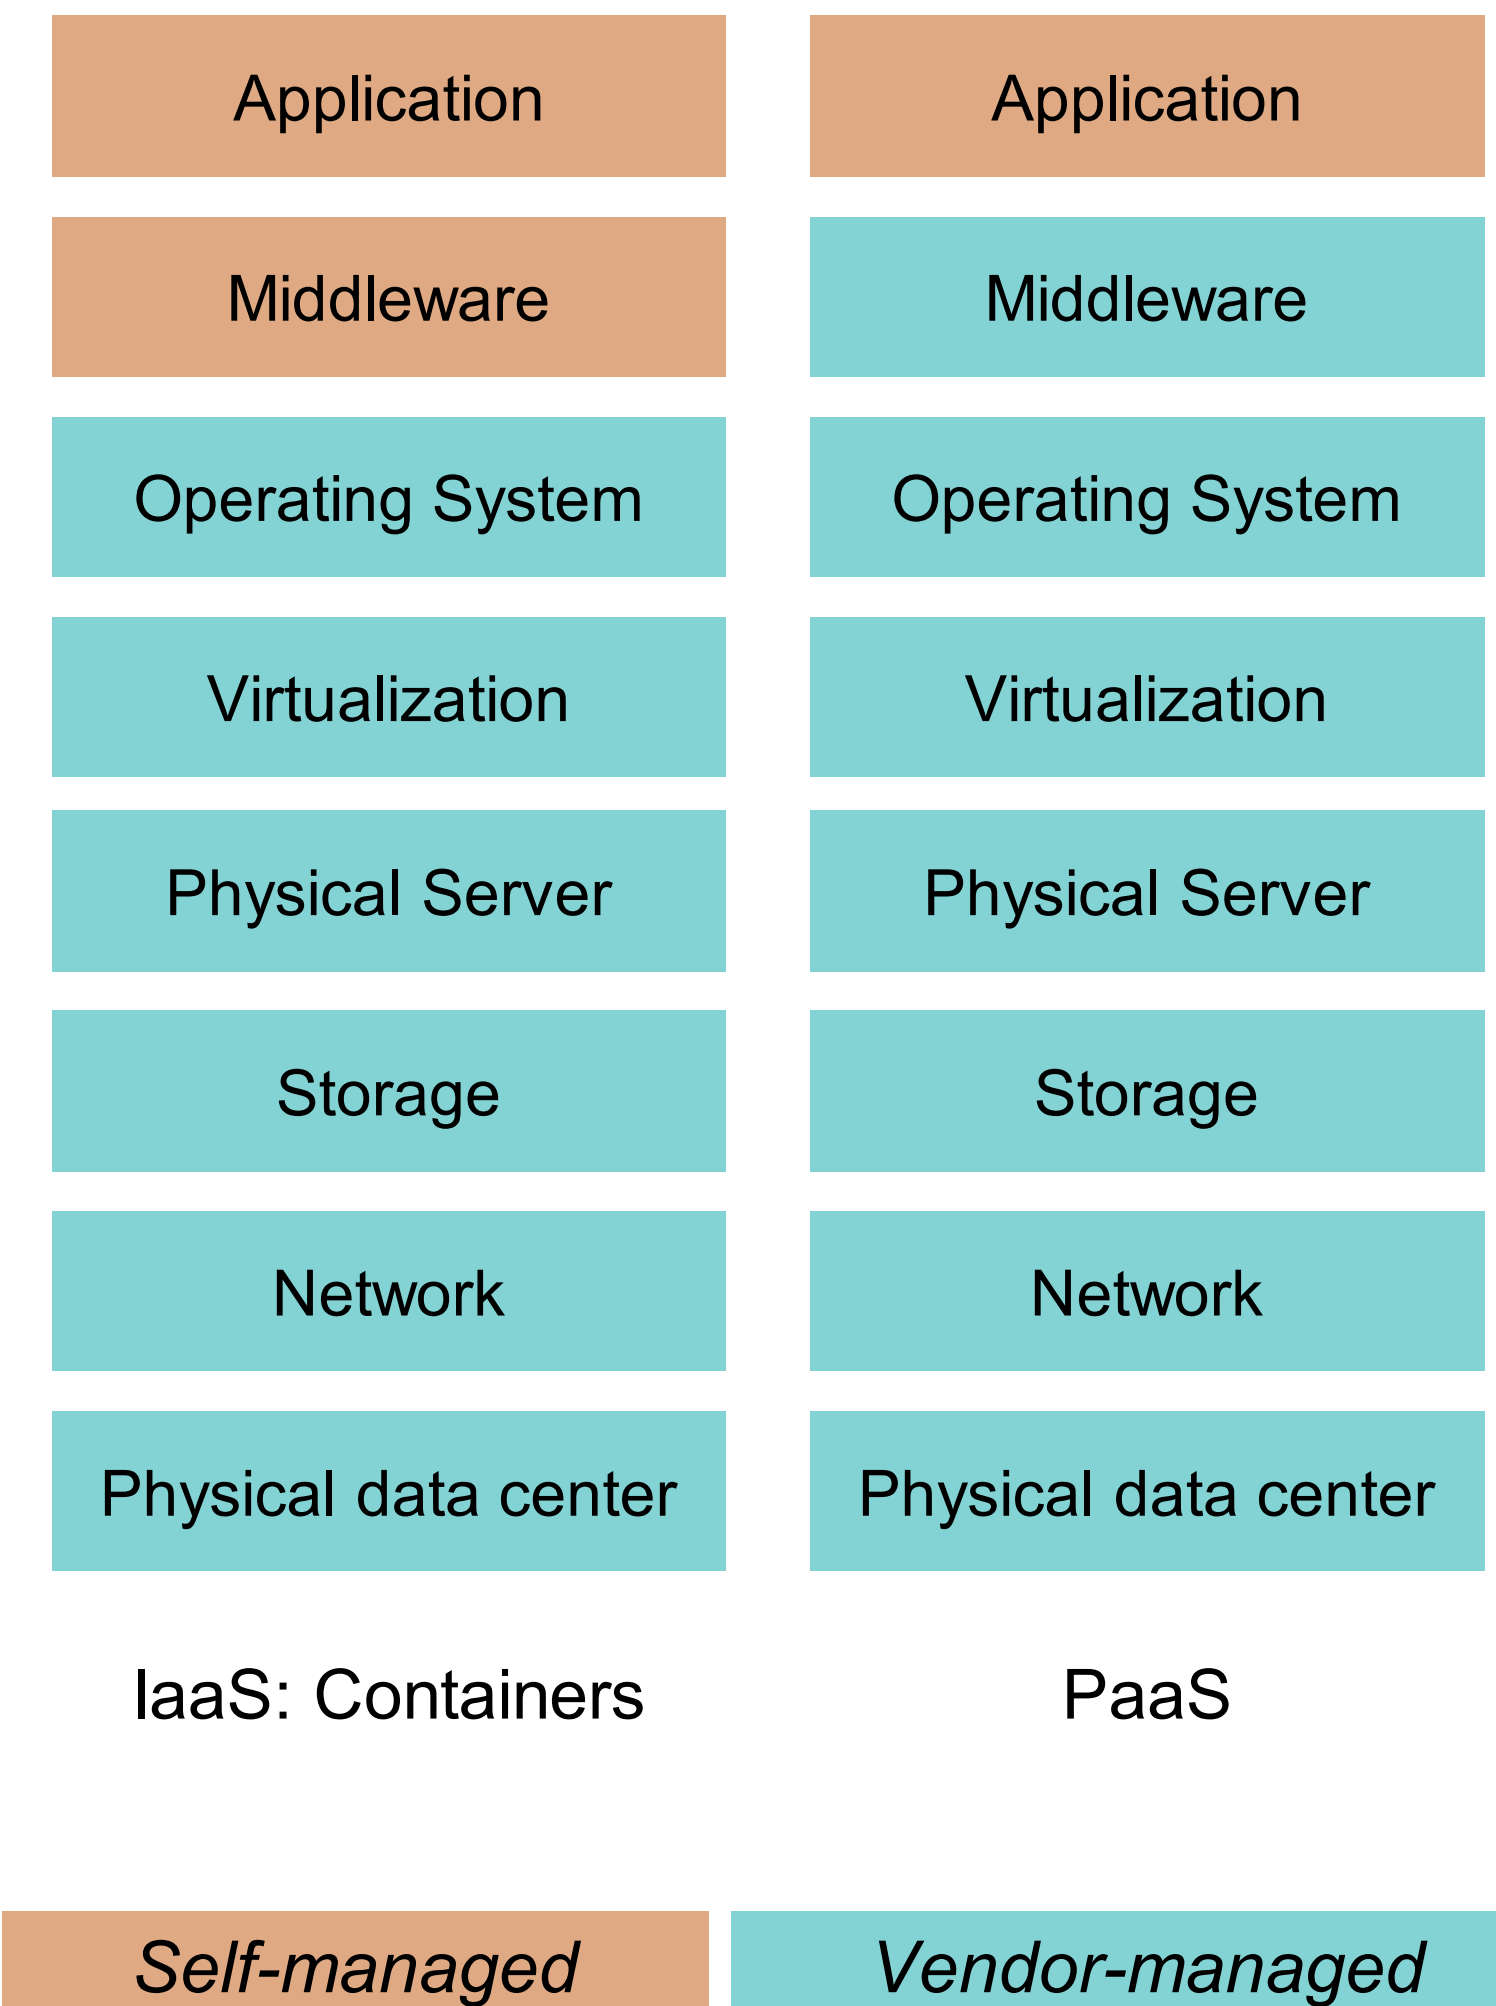 Application
Application
Middleware
Middleware
Operating System
Operating System
Virtualization
Virtualization
Physical Server
Physical Server
Storage
Storage
Network
Network
Physical data center
Physical data center
IaaS: Containers
PaaS
Self-managed
Vendor-managed